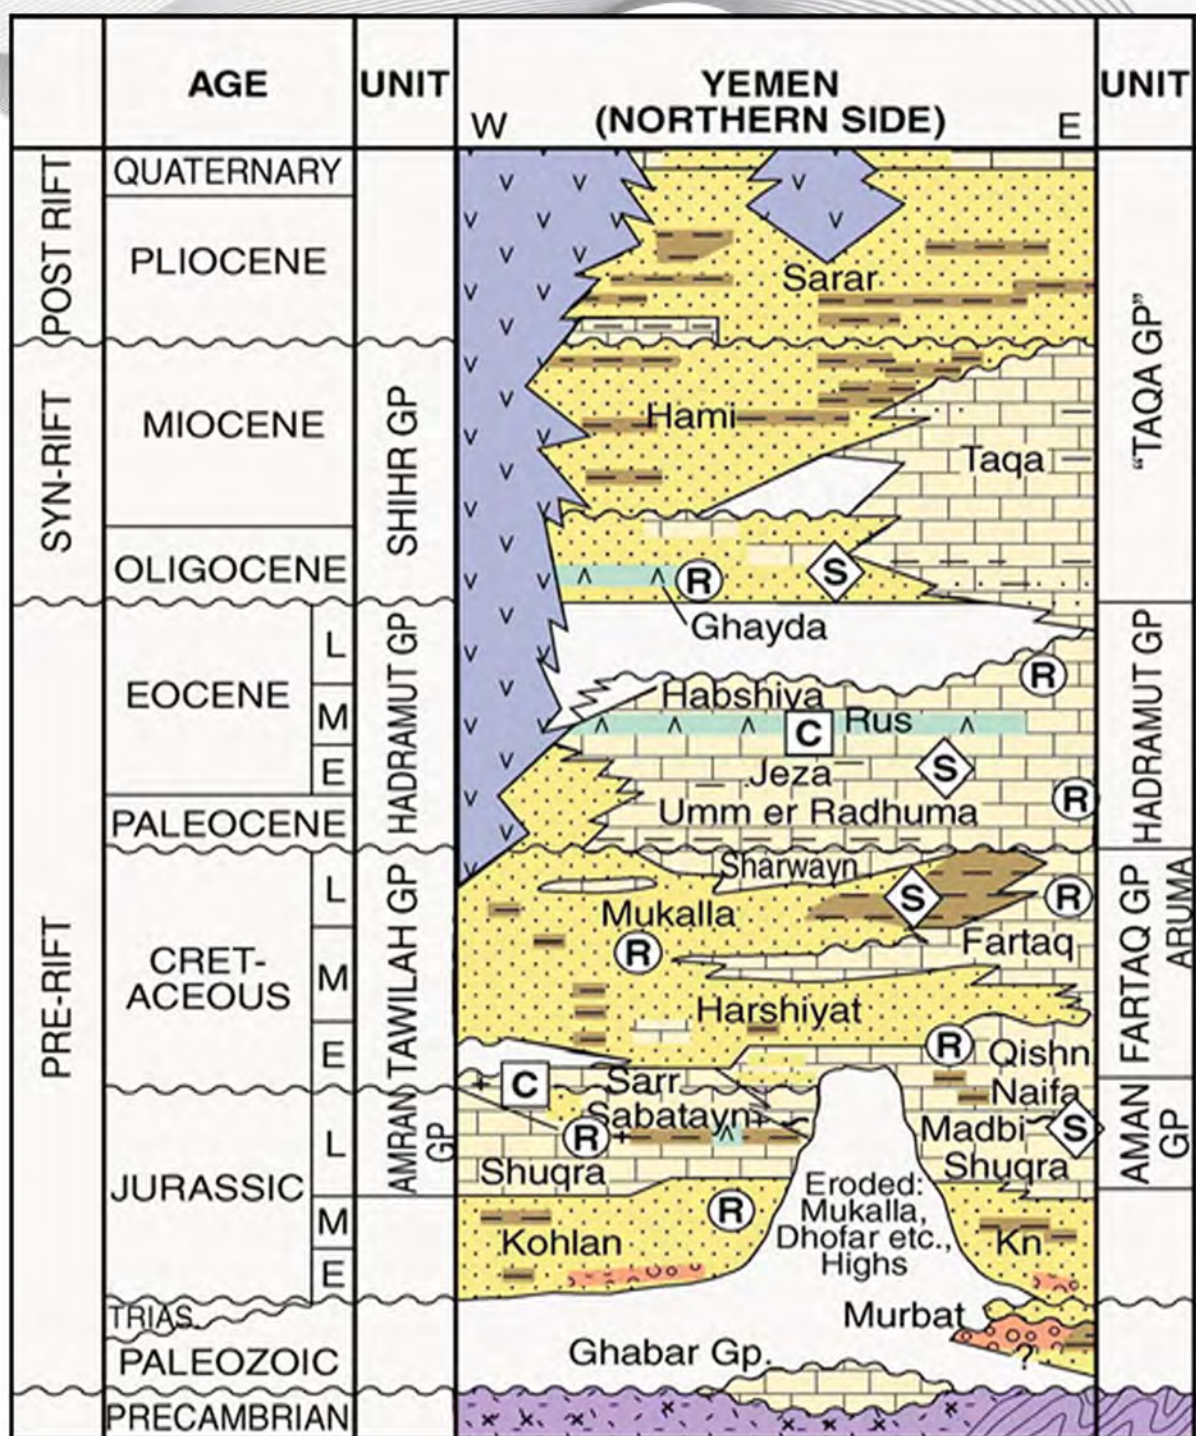 AGE
UNIT
YEMEN
(NORTHERN SIDE)
W
E
UNIT
POST RIFT
SYN-RIFT
PRE-RIFT
QUATERNARY
PLIOCENE
MIOCENE
OLIGOCENE
EOCENE
L
M
E
PALEOCENE
CRET-
ACEOUS
L
M
E
JURASSIC
L
M
E
TRIAS.
PALEOZOIC
PRECAMBRIAN
SHIHR GP
HADRAMUT GP
TAWILAH GP
AMRAN
GP
Sarar
Hami
Taqa
R
S
Ghayda
R
Habshiya
C
Rus
Jeza
S
Umm er Radhuma
R
Sharwayn
S
R
Mukalla
R
Fartaq
Harshiyat
R
Qishn
C
Sarr
Naifa
Sabatayn
R
Madbi
S
Shuqra
Shuqra
R
Eroded:
Mukalla,
Dhofar etc.,
Highs
Kohlan
Kn
Murbat
?
Ghabar Gp.
"TAQA GP"
HADRAMUT GP
FARTAQ GP
ARUMA
AMAN
GP